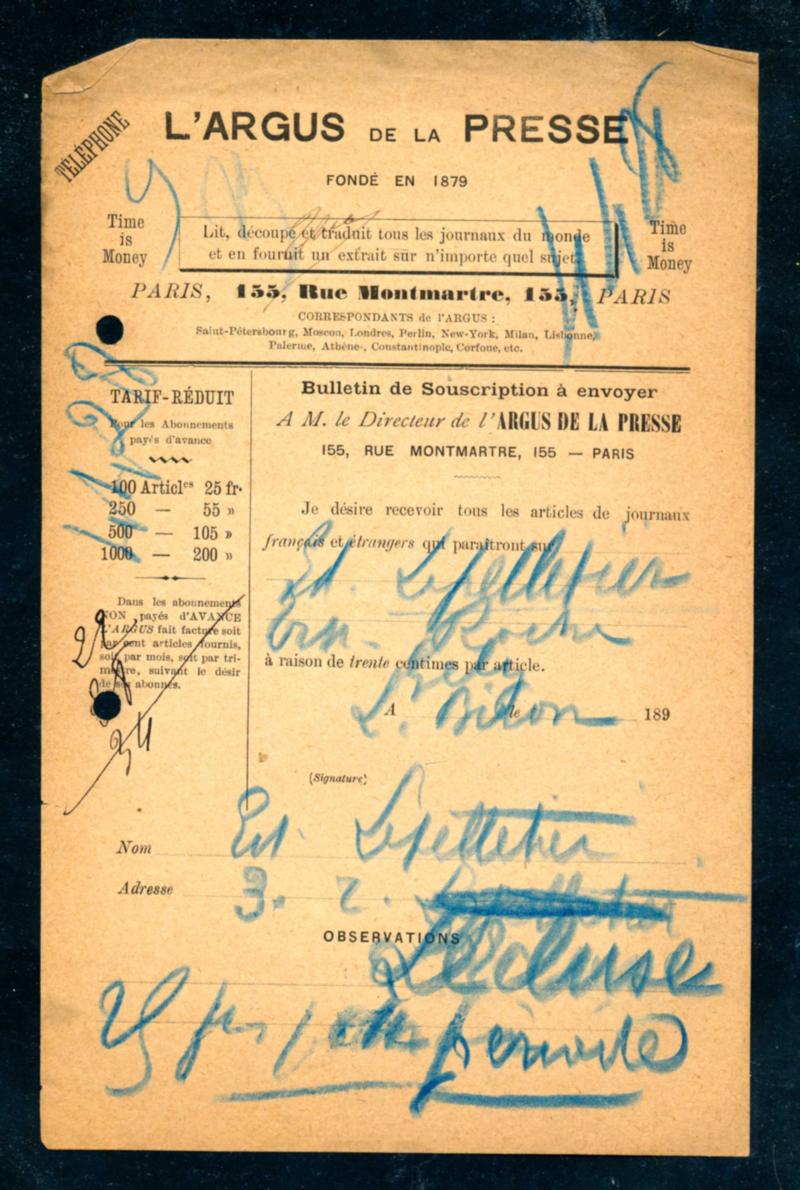 TÉLÉPHONE
L'ARGUS DE LA PRESSE
FONDÉ EN 1879
Time
is
Money
Lit, découpe et traduit tous les journaux du monde
et en fournit un extrait sur n'importe quel sujet
Time
is
Money
PARIS, 155, Rue Montmartre, 155, PARIS
CORRESPONDANTS de l'ARGUS :
Saint-Pétersbourg, Moscou, Londres, Berlin, New-York, Milan, Lisbonne,
Palerme, Athène, Constantinople, Corfoue, etc.
TARIF-RÉDUIT
Pour les Abonnements
payés d'avance
100 Articles 25 fr.
250 — 55 »
500 — 105 »
1000 — 200 »
Dans les abonnements
NON payés d'AVANCE
L'ARGUS fait facture soit
par cent articles fournis,
soit par mois, soit par tri-
mestre, suivant le désir
de ses abonnés.
Bulletin de Souscription à envoyer
A M. le Directeur de l'ARGUS DE LA PRESSE
155, RUE MONTMARTRE, 155 — PARIS
Je désire recevoir tous les articles de journaux
français et étrangers qui paraîtront sur
Ed. Lepelletier
Ern. Roche
à raison de trente centimes par article.
A le 189
(Signature)
Nom Ed. Lepelletier
Adresse 3. r. Lepelletier
OBSERVATIONS
Lécluse
période